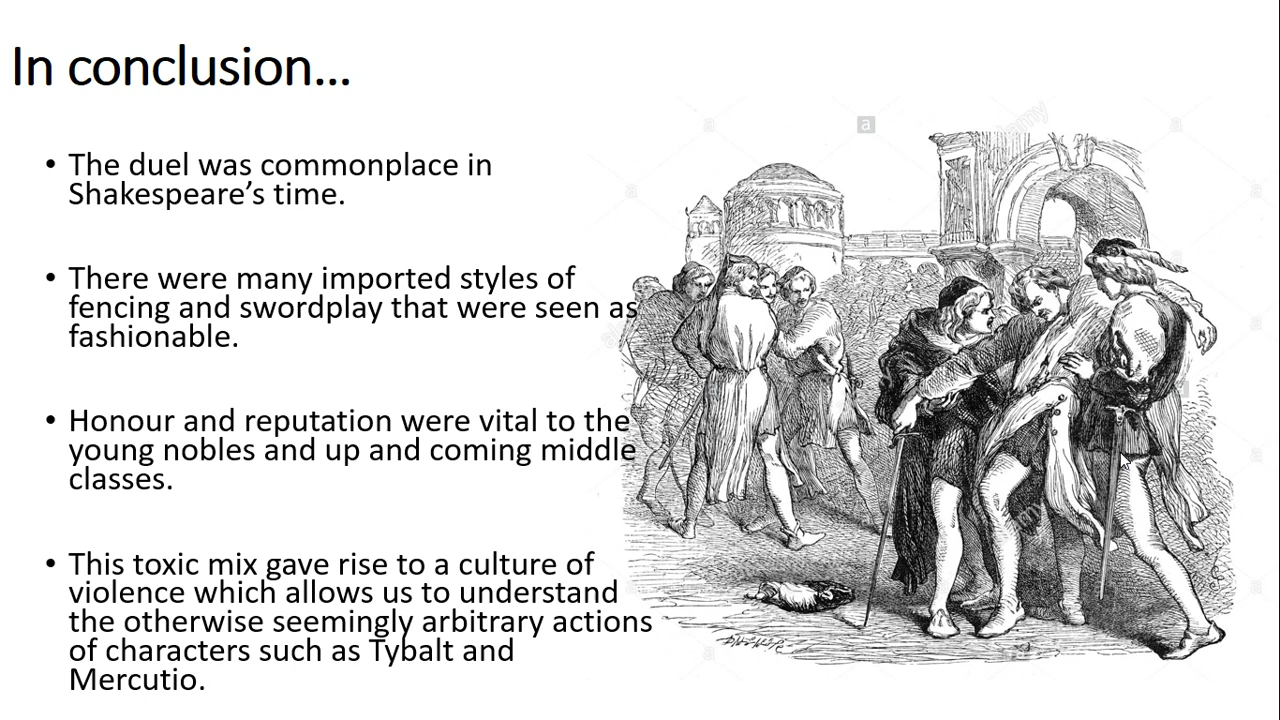 In conclusion...
• The duel was commonplace in
Shakespeare’s time.
• There were many imported styles of
fencing and swordplay that were seen as
fashionable.
• Honour and reputation were vital to the
young nobles and up and coming middle
classes.
• This toxic mix gave rise to a culture of
violence which allows us to understand
the otherwise seemingly arbitrary actions
of characters such as Tybalt and
Mercutio.
a